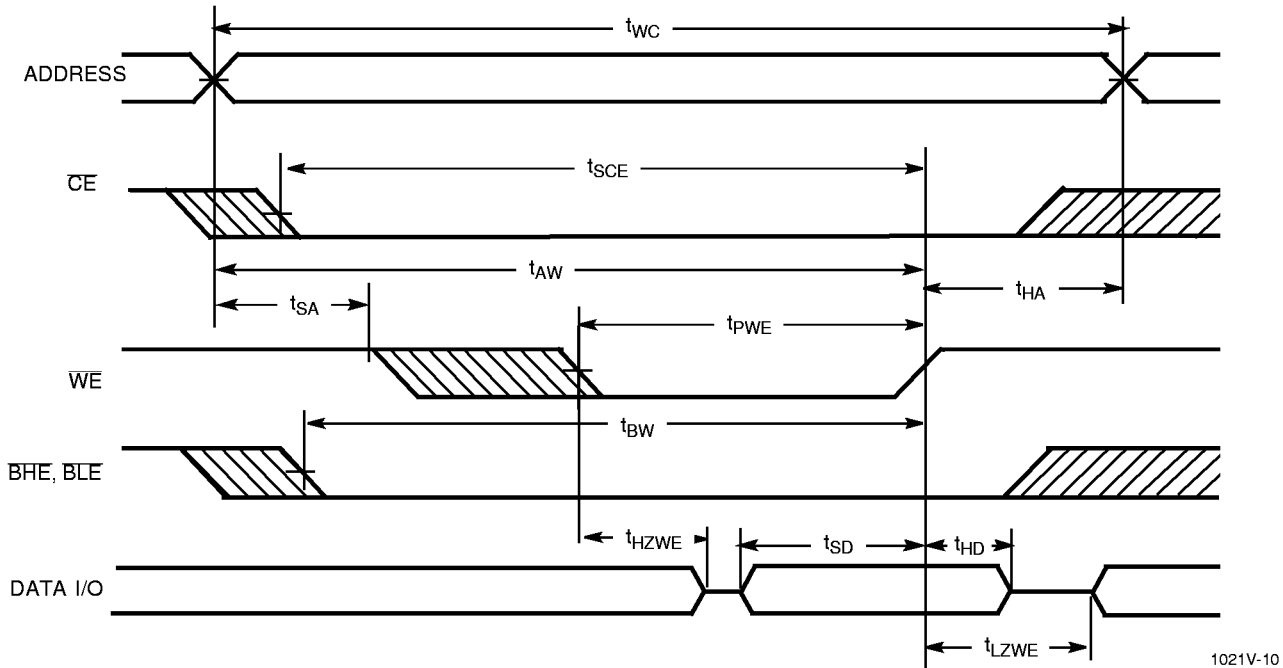 tWC
ADDRESS
tSCE
CE
tAW
tSA
tHA
tPWE
WE
tBW
BHE, BLE
tHZWE
tSD
tHD
DATA I/O
tLZWE
1021V-10